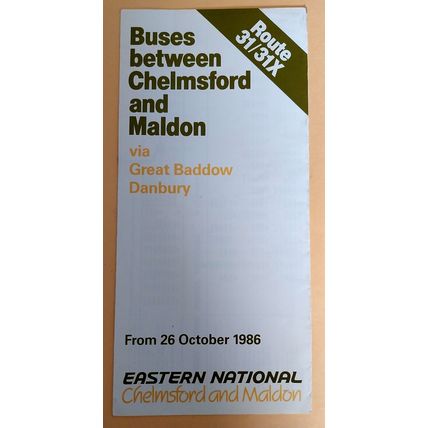 Route
31/31X
Buses
between
Chelmsford
and
Maldon
via
Great Baddow
Danbury
From 26 October 1986
EASTERN NATIONAL
Chelmsford and Maldon